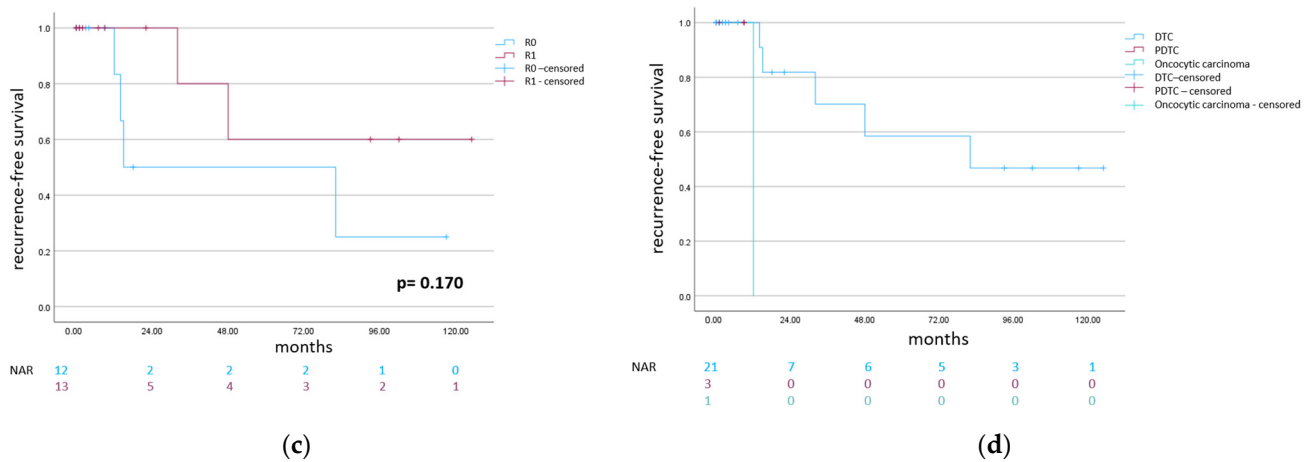 1.0
0.8
0.6
0.4
0.2
0.0
recurrence-free survival
R0
R1
R0 –censored
R1 - censored
p= 0.170
0.00 24.00 48.00 72.00 96.00 120.00
months
NAR 12 2 2 2 1 0
13 5 4 3 2 1
(c)
1.0
0.8
0.6
0.4
0.2
0.0
recurrence-free survival
DTC
PDTC
Oncocytic carcinoma
DTC–censored
PDTC – censored
Oncocytic carcinoma - censored
0.00 24.00 48.00 72.00 96.00 120.00
months
NAR 21 7 6 5 3 1
3 0 0 0 0 0
1 0 0 0 0 0
(d)